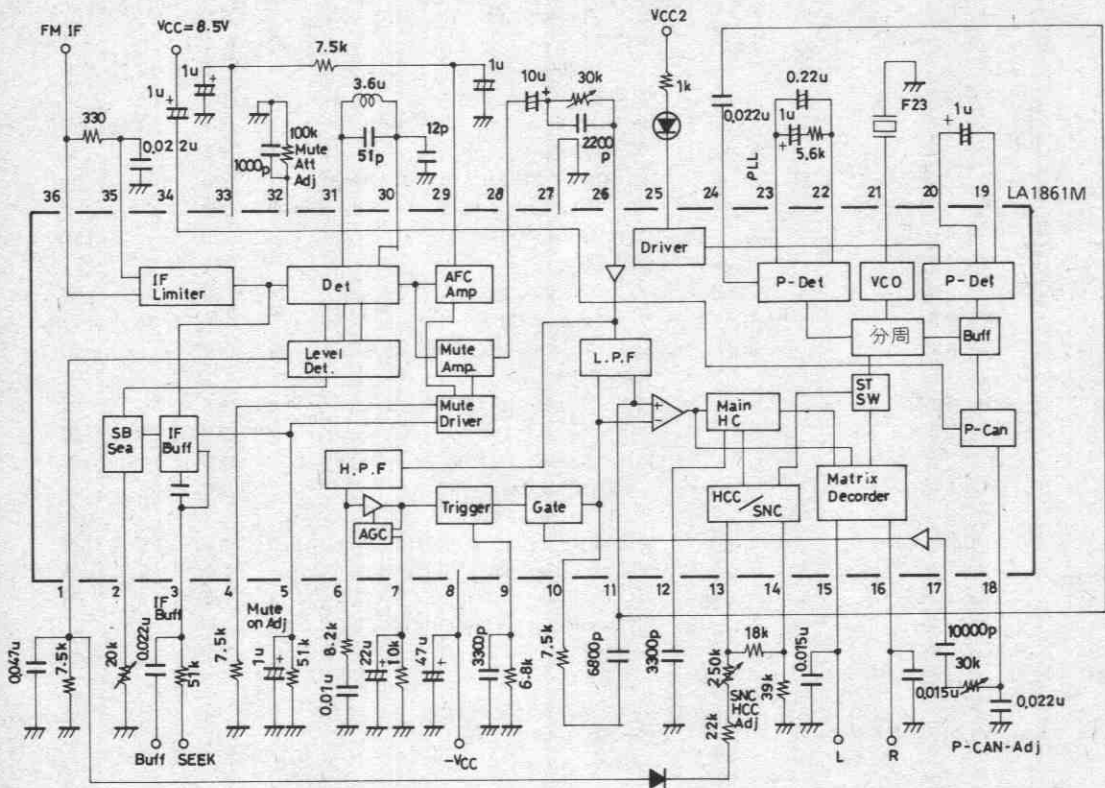 FM IF
VCC=8.5V
VCC2
7.5k
1u
1u
3.6u
1u
10u
30k
1k
0.22u
F23
330
0.022u
100k
Mute
Att
Adj
1000p
51p
12p
2200
p
0.022u
PLL
1u
5.6k
1u
36 35 34 33 32 31 30 29 28 27 26 25 24 23 22 21 20 19
LA1861M
IF
Limiter
Det
AFC
Amp
Driver
P-Det
VCO
P-Det
Level
Det.
Mute
Amp.
L.P.F
分周
Buff
SB
Sea
IF
Buff
Mute
Driver
Main
HC
ST
SW
P-Can
H.P.F
AGC
Trigger
Gate
HCC
/SNC
Matrix
Decorder
1 2 3 4 5 6 7 8 9 10 11 12 13 14 15 16 17 18
0.047u
7.5k
20k
0.022u
IF
Buff
51k
7.5k
Mute
on Adj
1u
51k
8.2k
0.01u
22u
10k
47u
3300p
6.8k
7.5k
6800p
3300p
250k
18k
SNC
HCC
Adj
22k
39k
0.015u
0.015u
10000p
30k
0.022u
Buff
SEEK
-VCC
L
R
P-CAN-Adj